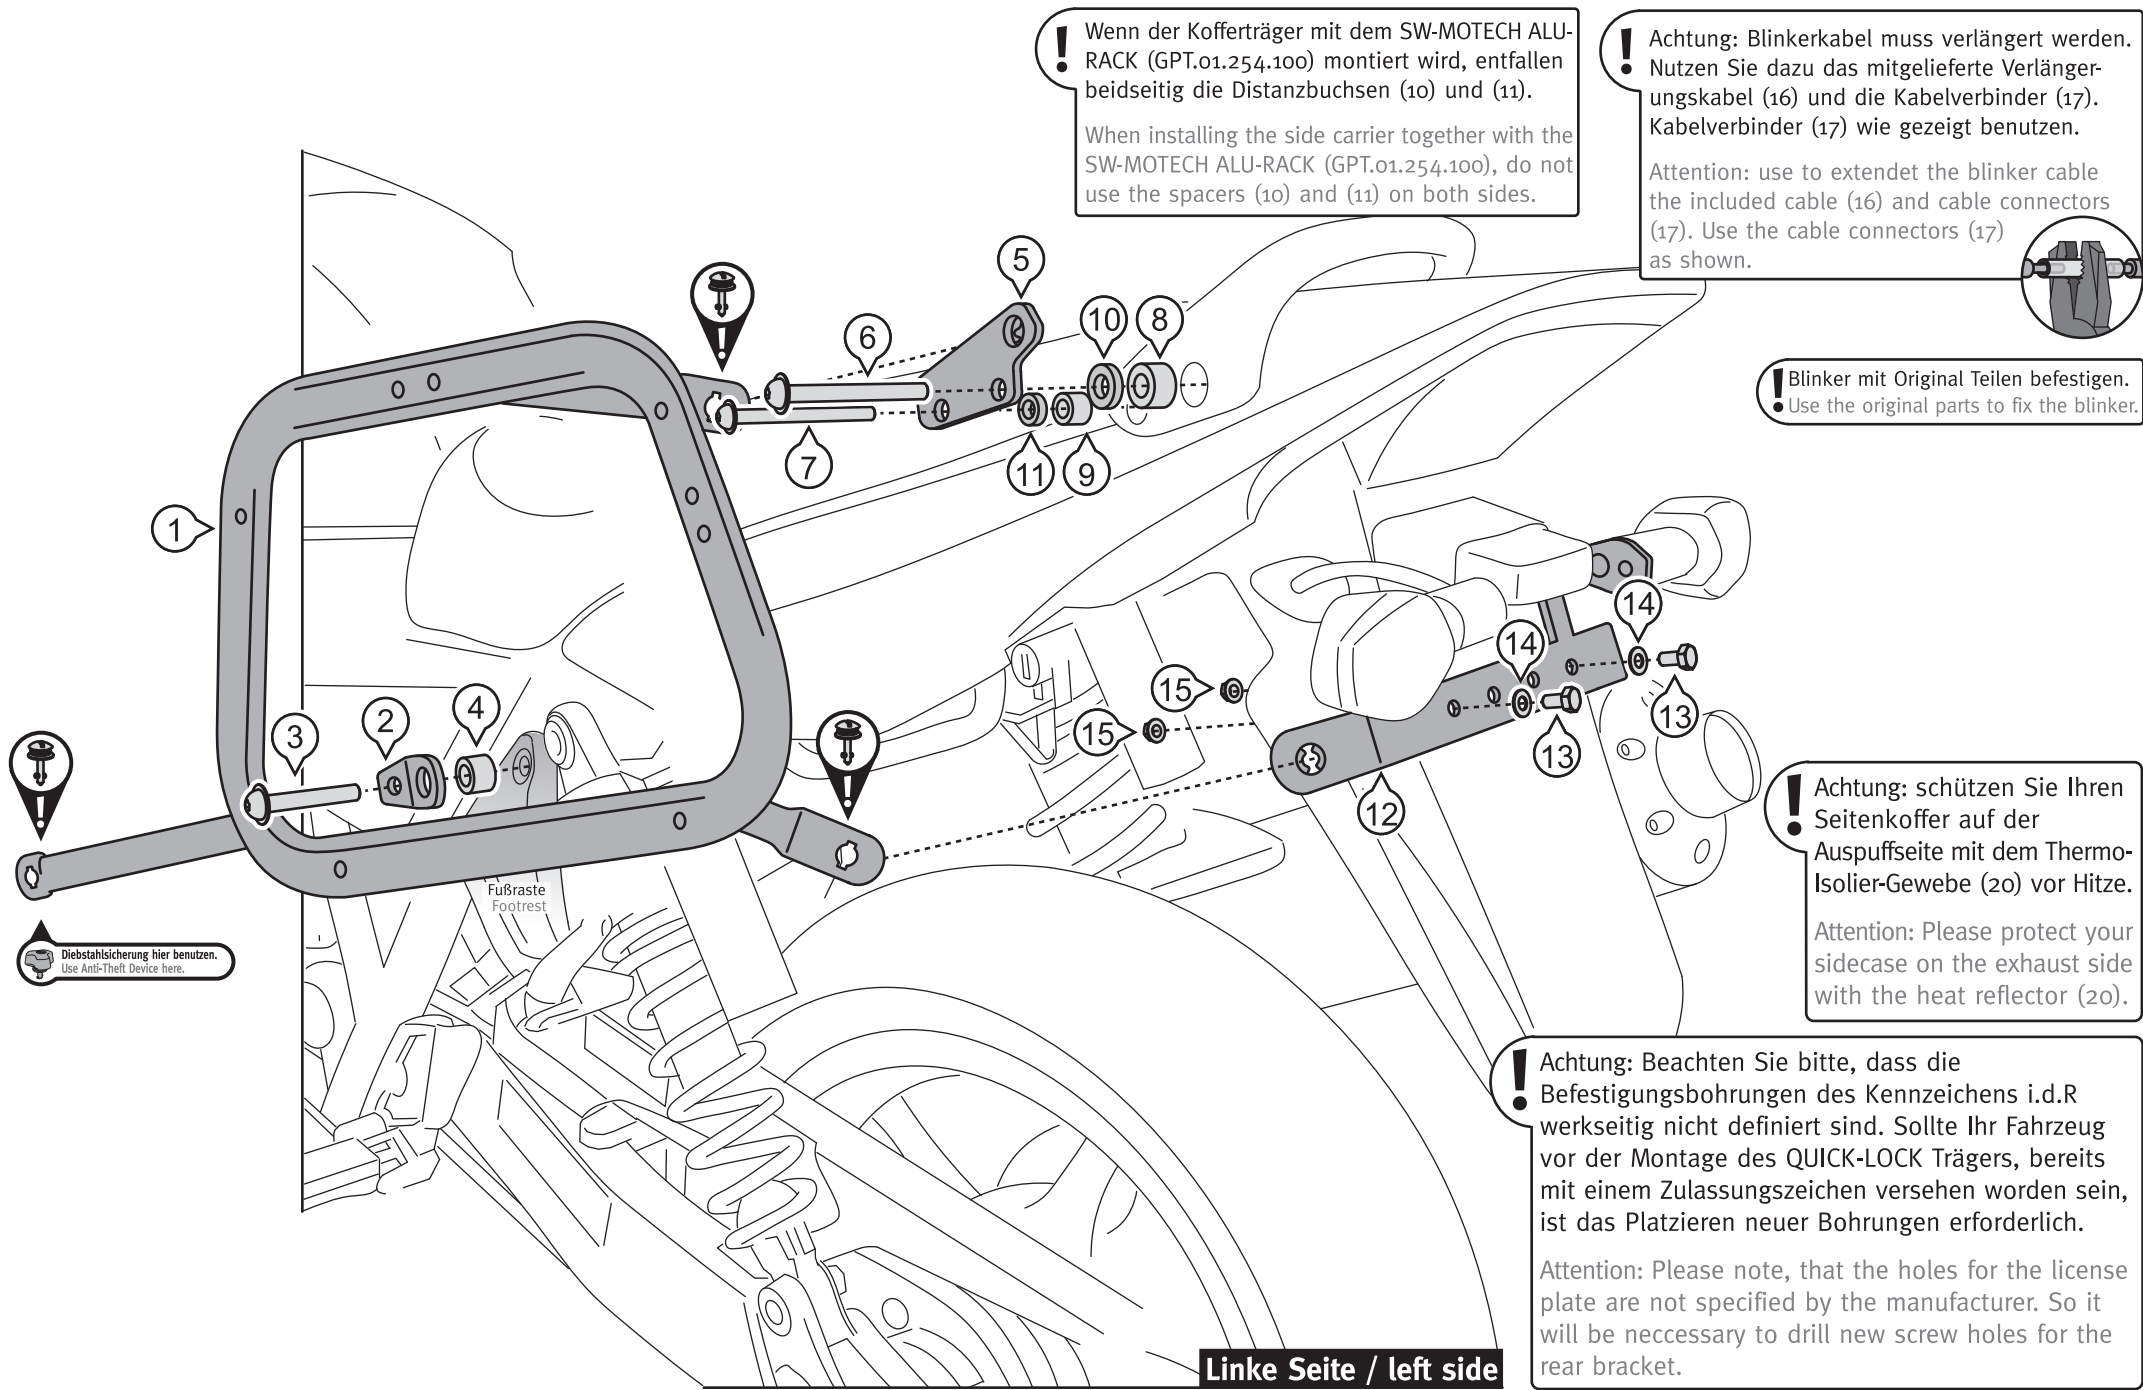 Wenn der Kofferträger mit dem SW-MOTECH ALU-
RACK (GPT.01.254.100) montiert wird, entfallen
beidseitig die Distanzbuchsen (10) und (11).
When installing the side carrier together with the
SW-MOTECH ALU-RACK (GPT.01.254.100), do not
use the spacers (10) and (11) on both sides.
Achtung: Blinkerkabel muss verlängert werden.
Nutzen Sie dazu das mitgelieferte Verlänger-
ungskabel (16) und die Kabelverbinder (17).
Kabelverbinder (17) wie gezeigt benutzen.
Attention: use to extendet the blinker cable
the included cable (16) and cable connectors
(17). Use the cable connectors (17)
as shown.
Blinker mit Original Teilen befestigen.
Use the original parts to fix the blinker.
5
10
8
6
7
11
9
1
14
14
15
15
13
13
12
3
2
4
Fußraste
Footrest
Diebstahlsicherung hier benutzen.
Use Anti-Theft Device here.
Achtung: schützen Sie Ihren
Seitenkoffer auf der
Auspuffseite mit dem Thermo-
Isolier-Gewebe (20) vor Hitze.
Attention: Please protect your
sidecase on the exhaust side
with the heat reflector (20).
Achtung: Beachten Sie bitte, dass die
Befestigungsbohrungen des Kennzeichens i.d.R
werkseitig nicht definiert sind. Sollte Ihr Fahrzeug
vor der Montage des QUICK-LOCK Trägers, bereits
mit einem Zulassungszeichen versehen worden sein,
ist das Platzieren neuer Bohrungen erforderlich.
Attention: Please note, that the holes for the license
plate are not specified by the manufacturer. So it
will be neccessary to drill new screw holes for the
rear bracket.
Linke Seite / left side